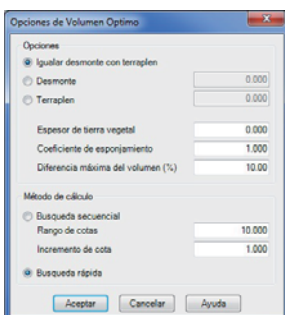 Opciones de Volumen Optimo
Opciones
Igualar desmonte con terraplen
Desmonte 0.000
Terraplen 0.000
Espesor de tierra vegetal 0.000
Coeficiente de esponjamiento 1.000
Diferencia máxima del volumen (%) 10.00
Método de cálculo
Busqueda secuencial
Rango de cotas 10.000
Incremento de cota 1.000
Busqueda rápida
Aceptar Cancelar Ayuda